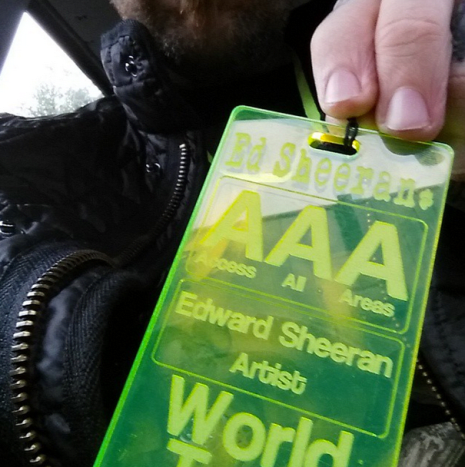 Ed Sheeran
AAA
Access All Areas
Edward Sheeran
Artist
World